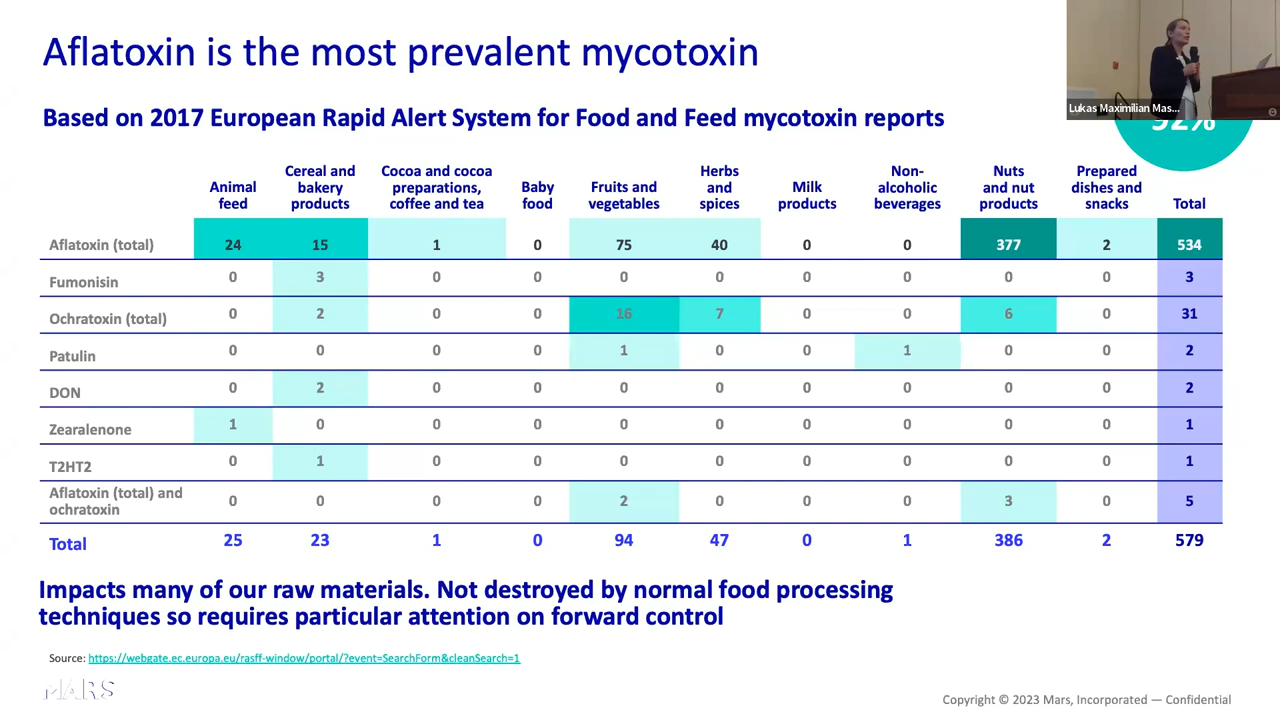 Aflatoxin is the most prevalent mycotoxin
Lukas Maximilian Mas...
Based on 2017 European Rapid Alert System for Food and Feed mycotoxin reports
92%
Animal feed
Cereal and bakery products
Cocoa and cocoa preparations, coffee and tea
Baby food
Fruits and vegetables
Herbs and spices
Milk products
Non-alcoholic beverages
Nuts and nut products
Prepared dishes and snacks
Total
Aflatoxin (total) 24 15 1 0 75 40 0 0 377 2 534
Fumonisin 0 3 0 0 0 0 0 0 0 0 3
Ochratoxin (total) 0 2 0 0 16 7 0 0 6 0 31
Patulin 0 0 0 0 1 0 0 1 0 0 2
DON 0 2 0 0 0 0 0 0 0 0 2
Zearalenone 1 0 0 0 0 0 0 0 0 0 1
T2HT2 0 1 0 0 0 0 0 0 0 0 1
Aflatoxin (total) and ochratoxin 0 0 0 0 2 0 0 0 3 0 5
Total 25 23 1 0 94 47 0 1 386 2 579
Impacts many of our raw materials. Not destroyed by normal food processing
techniques so requires particular attention on forward control
Source: https://webgate.ec.europa.eu/rasff-window/portal/?event=SearchForm&cleanSearch=1
MARS
Copyright © 2023 Mars, Incorporated — Confidential